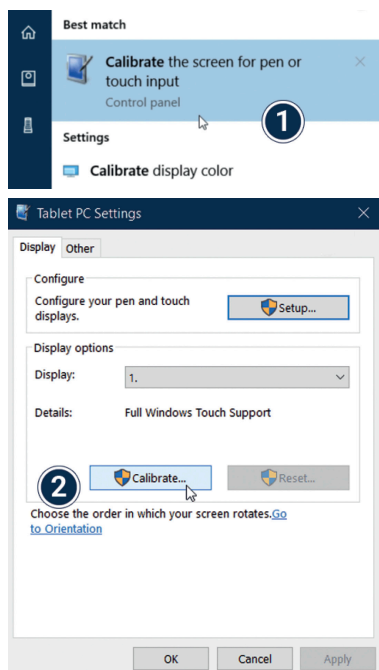 Best match
Calibrate the screen for pen or
touch input
Control panel
1
Settings
Calibrate display color
Tablet PC Settings
Display Other
Configure
Configure your pen and touch
displays.
Setup...
Display options
Display:
1.
Details:
Full Windows Touch Support
2
Calibrate...
Reset...
Choose the order in which your screen rotates.Go
to Orientation
OK
Cancel
Apply